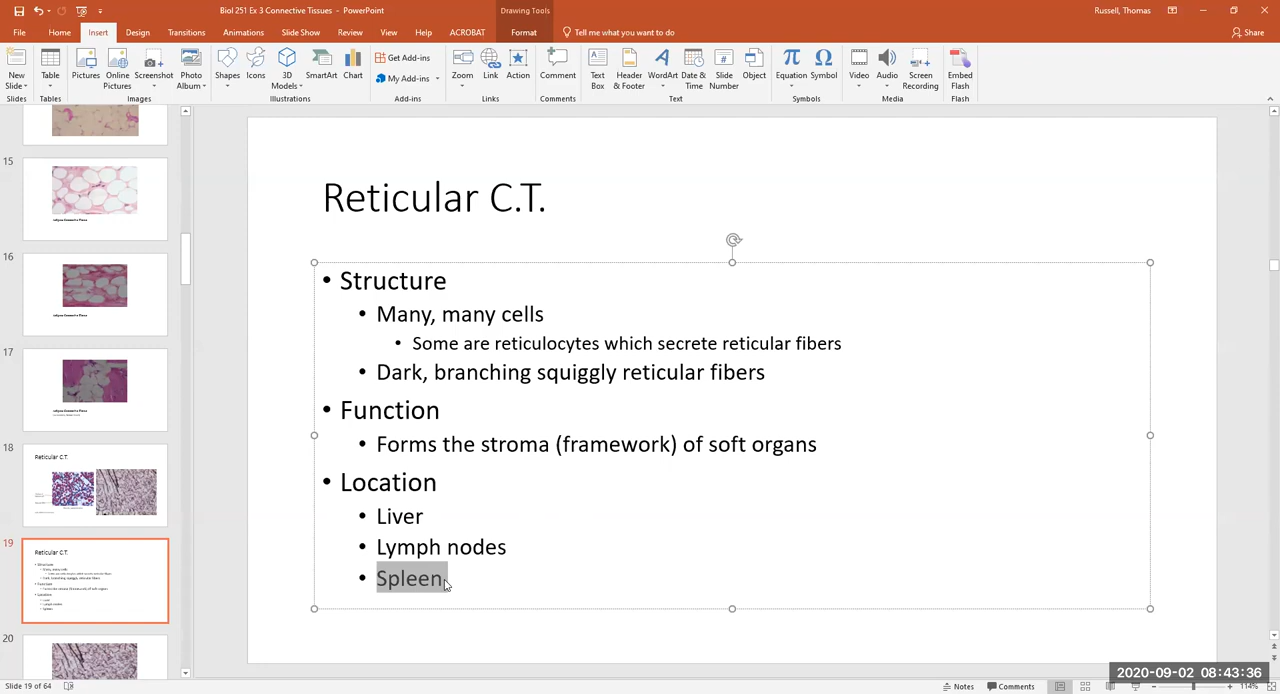 Biol 251 Ex 3 Connective Tissues - PowerPoint
Drawing Tools
Russell, Thomas
File Home Insert Design Transitions Animations Slide Show Review View Help ACROBAT Format Tell me what you want to do Share
New Slide Table Pictures Online Pictures Screenshot Photo Album Shapes Icons 3D Models SmartArt Chart Get Add-ins My Add-ins Zoom Link Action Comment Text Box Header & Footer WordArt Date & Time Slide Number Object Equation Symbol Video Audio Screen Recording Embed Flash
Slides Tables Images Illustrations Add-ins Links Comments Text Symbols Media Flash
15
16
17
18
Reticular C.T.
19
Reticular C.T.
20
Reticular C.T.
• Structure
• Many, many cells
• Some are reticulocytes which secrete reticular fibers
• Dark, branching squiggly reticular fibers
• Function
• Forms the stroma (framework) of soft organs
• Location
• Liver
• Lymph nodes
• Spleen
2020-09-02 08:43:36
Slide 19 of 64
Notes Comments 114%